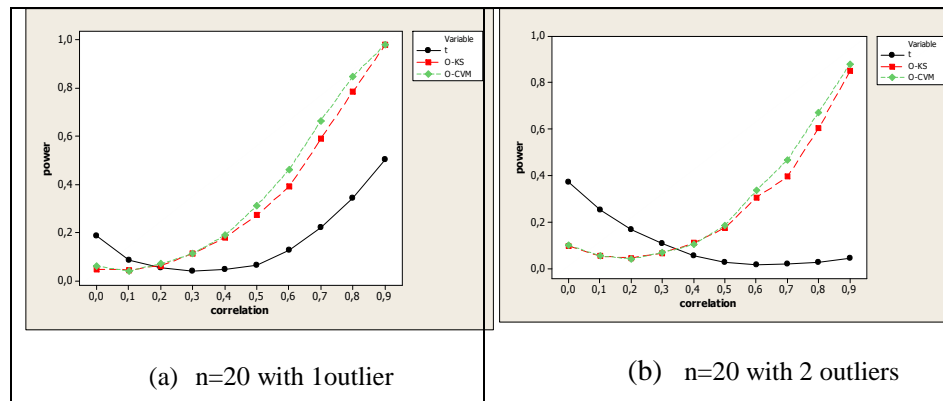 1,0
0,8
0,6
0,4
0,2
0,0
power
0,0 0,1 0,2 0,3 0,4 0,5 0,6 0,7 0,8 0,9
correlation
Variable
t
O-KS
O-CVM
(a) n=20 with 1outlier
1,0
0,8
0,6
0,4
0,2
0,0
power
0,0 0,1 0,2 0,3 0,4 0,5 0,6 0,7 0,8 0,9
correlation
Variable
t
O-KS
O-CVM
(b) n=20 with 2 outliers